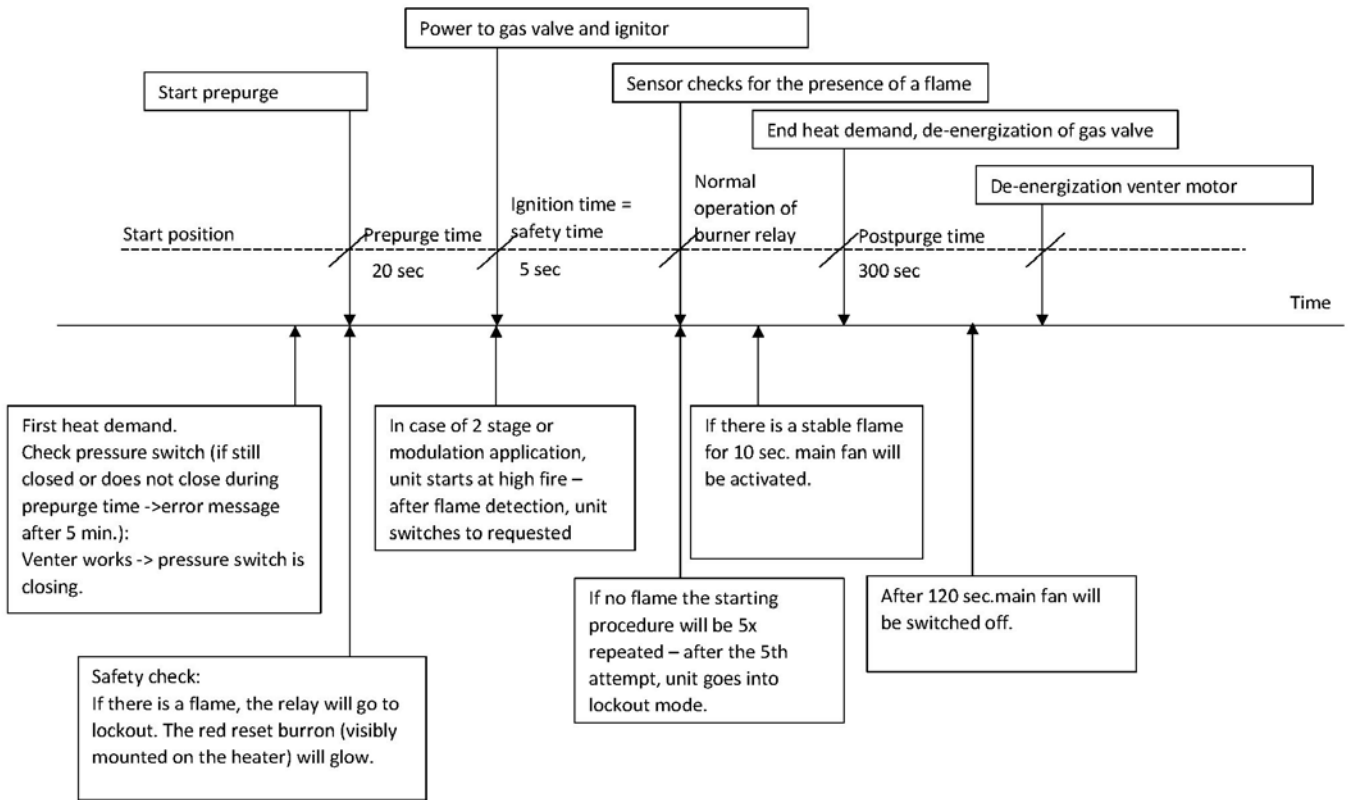 Power to gas valve and ignitor
Start prepurge
Sensor checks for the presence of a flame
End heat demand, de-energization of gas valve
De-energization venter motor
Start position
Prepurge time
20 sec
Ignition time =
safety time
5 sec
Normal
operation of
burner relay
Postpurge time
300 sec
Time
First heat demand.
Check pressure switch (if still
closed or does not close during
prepurge time ->error message
after 5 min.):
Venter works -> pressure switch is
closing.
In case of 2 stage or
modulation application,
unit starts at high fire –
after flame detection, unit
switches to requested
If there is a stable flame
for 10 sec. main fan will
be activated.
After 120 sec.main fan will
be switched off.
If no flame the starting
procedure will be 5x
repeated – after the 5th
attempt, unit goes into
lockout mode.
Safety check:
If there is a flame, the relay will go to
lockout. The red reset burron (visibly
mounted on the heater) will glow.